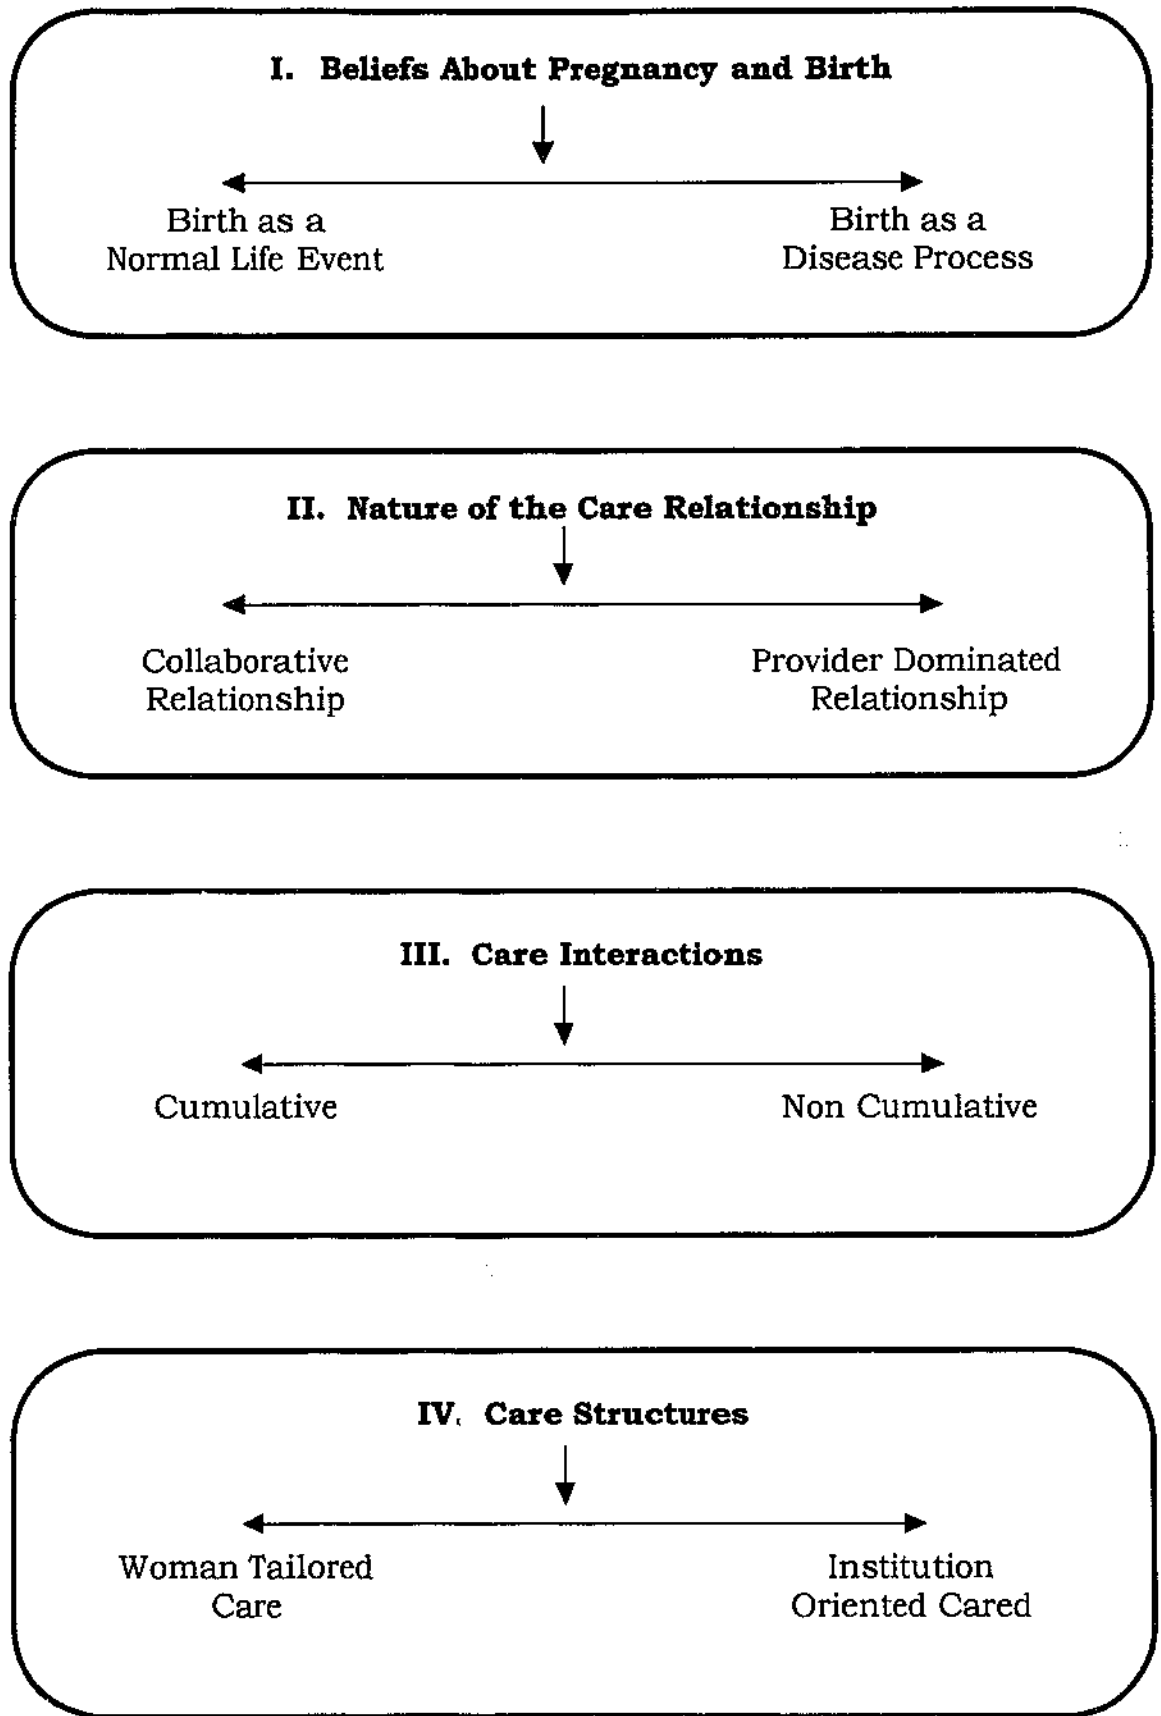 I. Beliefs About Pregnancy and Birth
Birth as a
Normal Life Event
Birth as a
Disease Process
II. Nature of the Care Relationship
Collaborative
Relationship
Provider Dominated
Relationship
III. Care Interactions
Cumulative
Non Cumulative
IV. Care Structures
Woman Tailored
Care
Institution
Oriented Cared